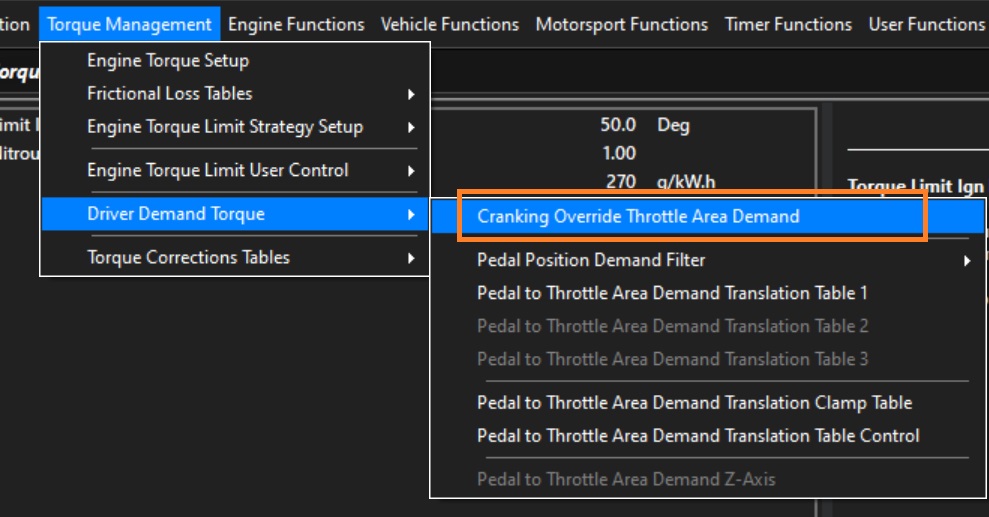 tion Torque Management Engine Functions Vehicle Functions Motorsport Functions Timer Functions User Functions
orqu
Engine Torque Setup
Frictional Loss Tables
Engine Torque Limit Strategy Setup
Engine Torque Limit User Control
Driver Demand Torque
Torque Corrections Tables
imit
litrou
50.0 Deg
1.00
270 g/kW.h
Torque Limit Ign
Cranking Override Throttle Area Demand
Pedal Position Demand Filter
Pedal to Throttle Area Demand Translation Table 1
Pedal to Throttle Area Demand Translation Table 2
Pedal to Throttle Area Demand Translation Table 3
Pedal to Throttle Area Demand Translation Clamp Table
Pedal to Throttle Area Demand Translation Table Control
Pedal to Throttle Area Demand Z-Axis